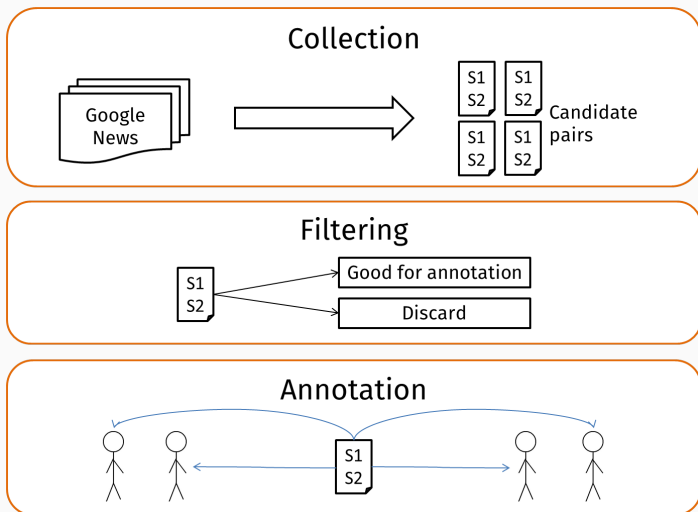 Collection
Google
News
S1
S2
S1
S2
S1
S2
S1
S2
Candidate
pairs
Filtering
S1
S2
Good for annotation
Discard
Annotation
S1
S2